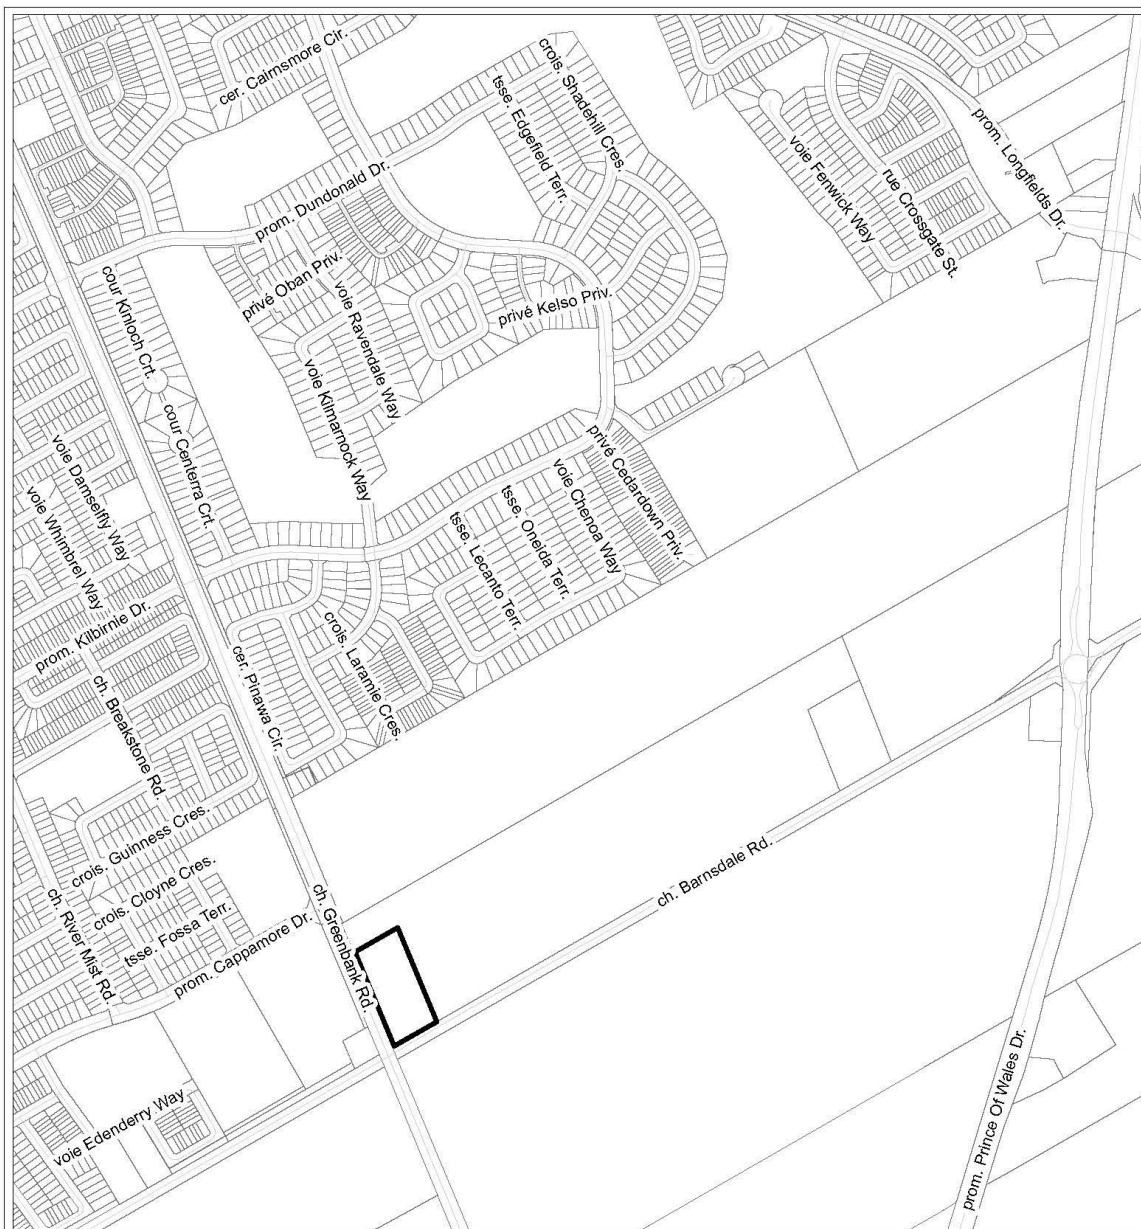 cer. Cairnsmore Cir.
crois. Shadehill Cres.
tsse. Edgefield Terr.
prom. Longfields Dr.
voie Fenwick Way
rue Crossgate St.
prom. Dundonald Dr.
privé Oban Priv.
privé Kelso Priv.
cour Kinloch Crt.
voie Ravendale Way
voie Kilmarnock Way
cour Centerra Crt.
voie Damselfly Way
voie Whimbrel Way
privé Cedardown Priv.
voie Chenoa Way
tsse. Oneida Terr.
tsse. Lecanto Terr.
prom. Kilbirnie Dr.
crois. Laramie Cres.
cer. Pinawa Cir.
ch. Breakstone Rd.
crois. Guinness Cres.
crois. Cloyne Cres.
ch. River Mist Rd.
tsse. Fossa Terr.
prom. Cappamore Dr.
ch. Greenbank Rd.
ch. Barnsdale Rd.
voie Edenderry Way
prom. Prince Of Wales Dr.